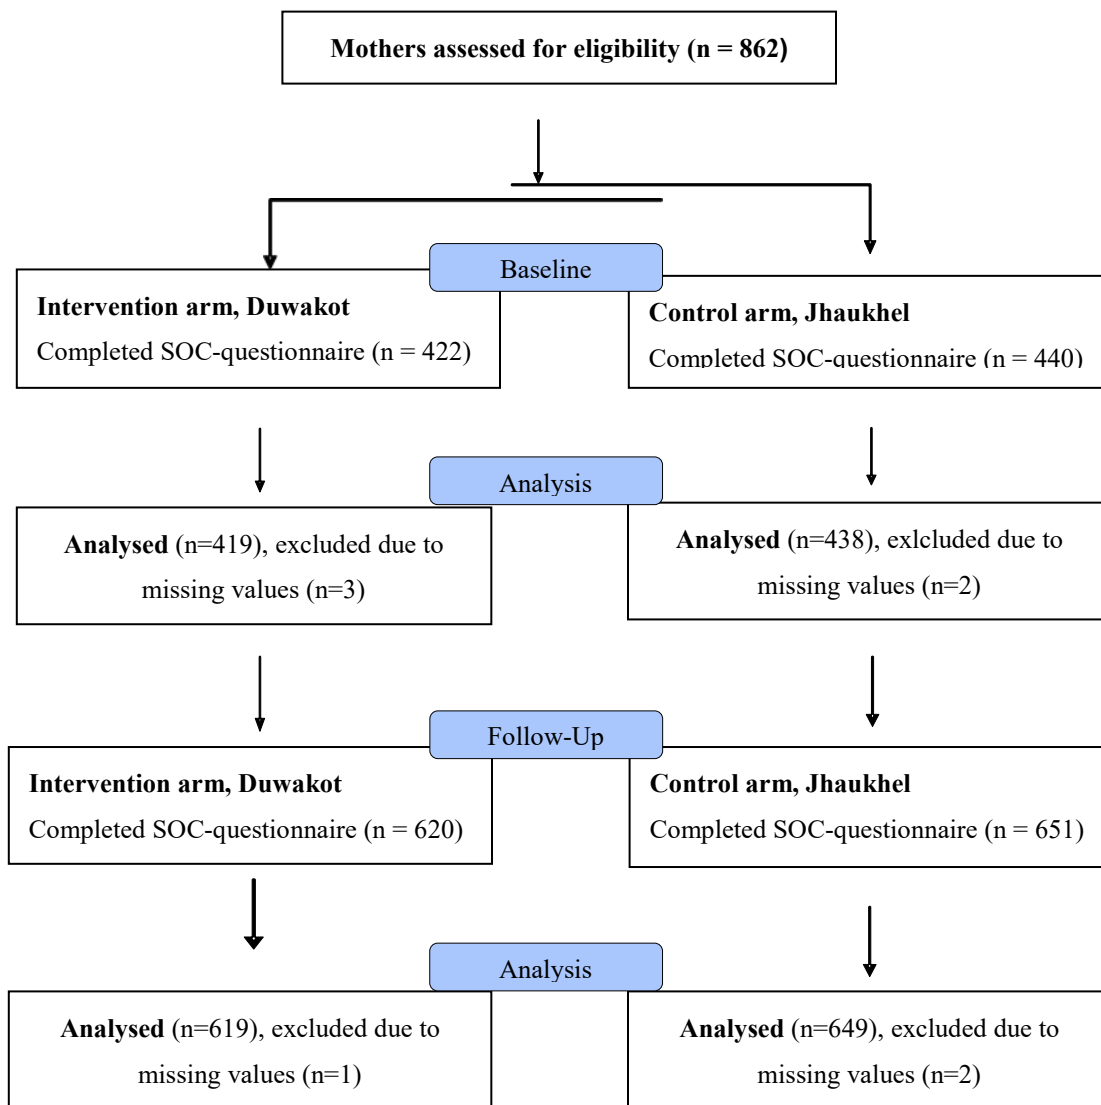 Mothers assessed for eligibility (n = 862)
Baseline
Intervention arm, Duwakot
Completed SOC-questionnaire (n = 422)
Control arm, Jhaukhel
Completed SOC-questionnaire (n = 440)
Analysis
Analysed (n=419), excluded due to
missing values (n=3)
Analysed (n=438), exlcluded due to
missing values (n=2)
Follow-Up
Intervention arm, Duwakot
Completed SOC-questionnaire (n = 620)
Control arm, Jhaukhel
Completed SOC-questionnaire (n = 651)
Analysis
Analysed (n=619), excluded due to
missing values (n=1)
Analysed (n=649), excluded due to
missing values (n=2)